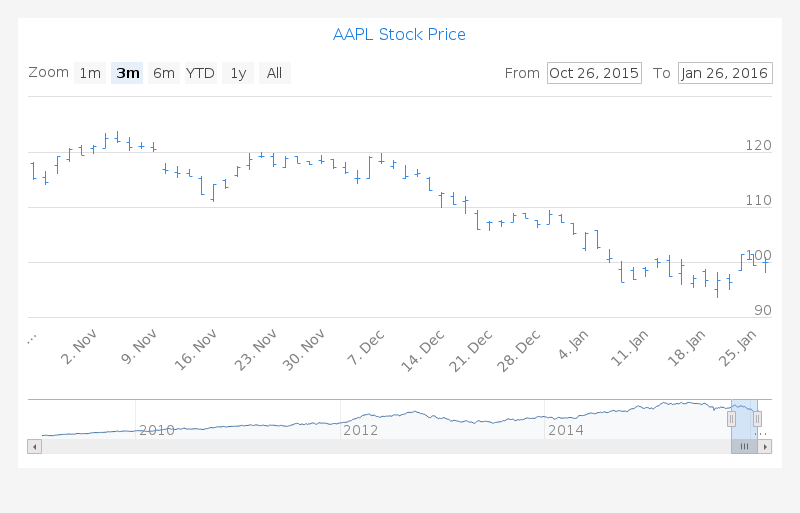 AAPL Stock Price
Zoom 1m 3m 6m YTD 1y All From Oct 26, 2015 To Jan 26, 2016
120
110
100
90
... 2. Nov 9. Nov 16. Nov 23. Nov 30. Nov 7. Dec 14. Dec 21. Dec 28. Dec 4. Jan 11. Jan 18. Jan 25. Jan
2010 2012 2014 ...